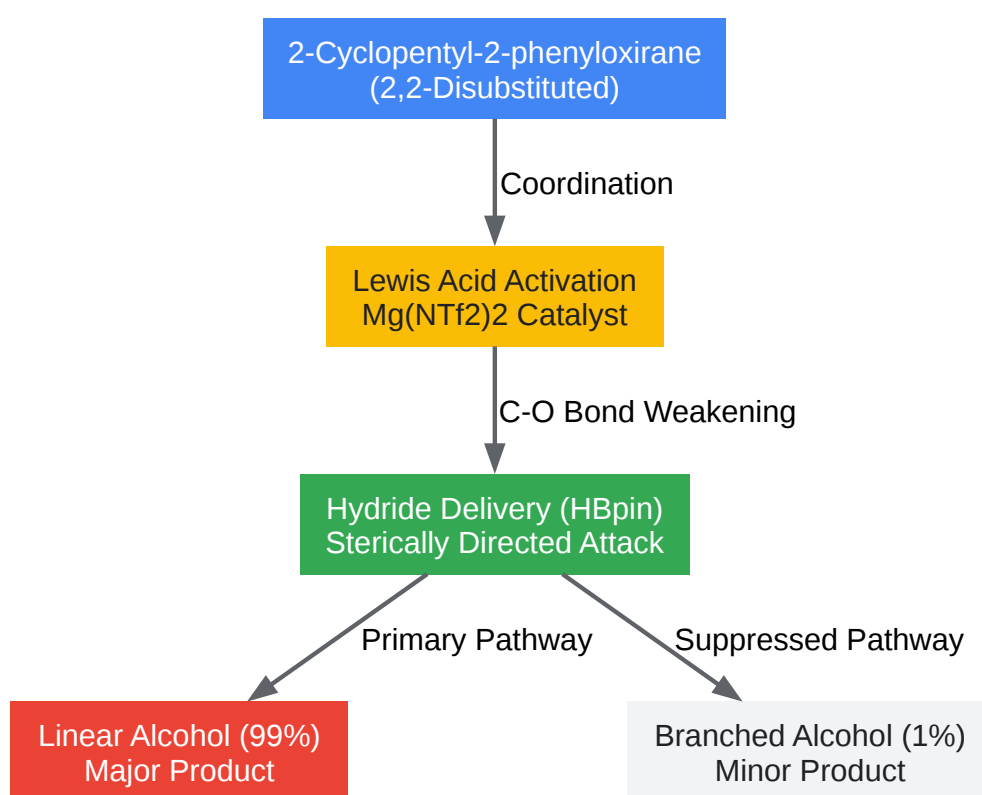 2-Cyclopentyl-2-phenyloxirane
(2,2-Disubstituted)
Coordination
Lewis Acid Activation
Mg(NTf2)2 Catalyst
C-O Bond Weakening
Hydride Delivery (HBpin)
Sterically Directed Attack
Primary Pathway
Suppressed Pathway
Linear Alcohol (99%)
Major Product
Branched Alcohol (1%)
Minor Product